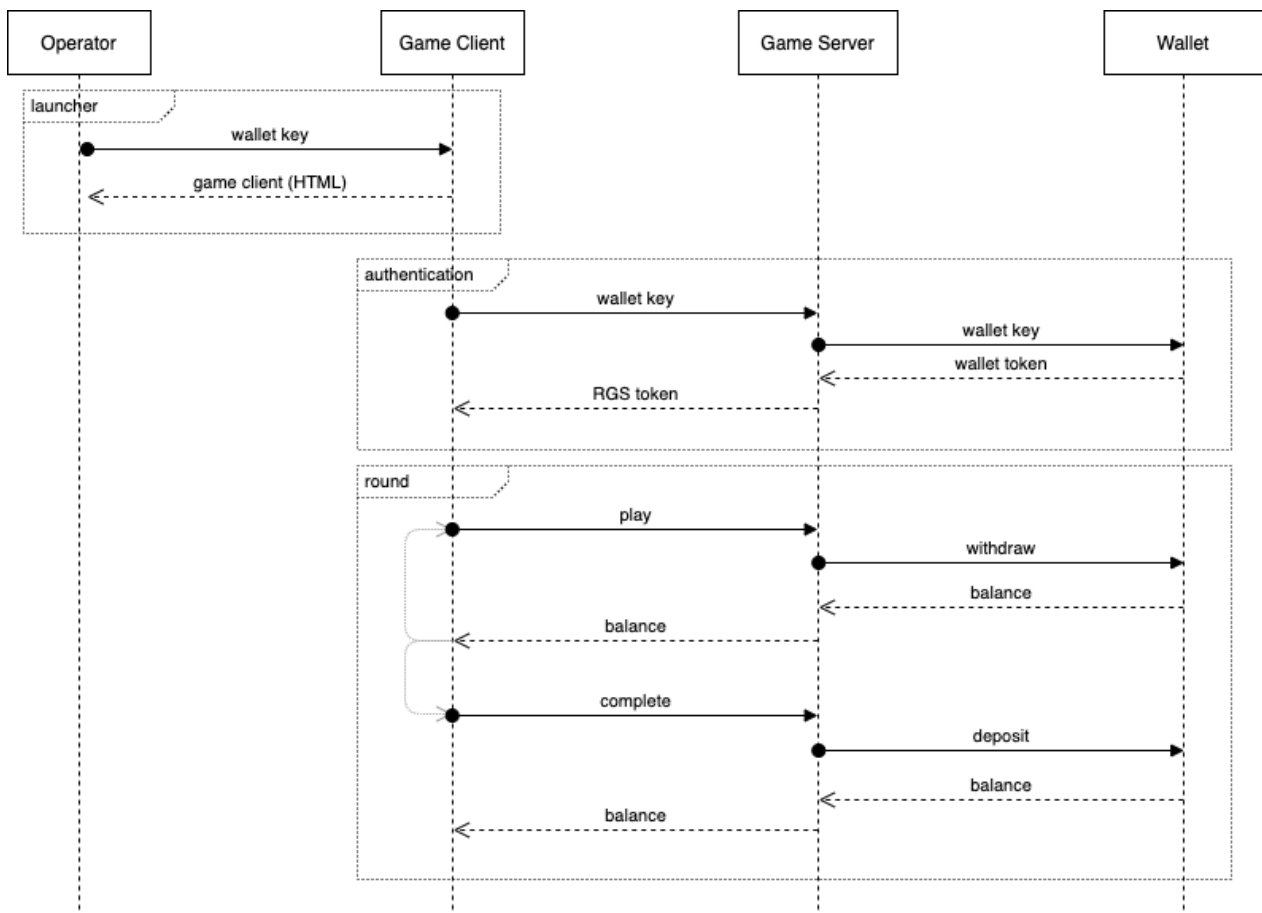 Operator
Game Client
Game Server
Wallet
launcher
wallet key
game client (HTML)
authentication
wallet key
wallet key
wallet token
RGS token
round
play
withdraw
balance
balance
complete
deposit
balance
balance